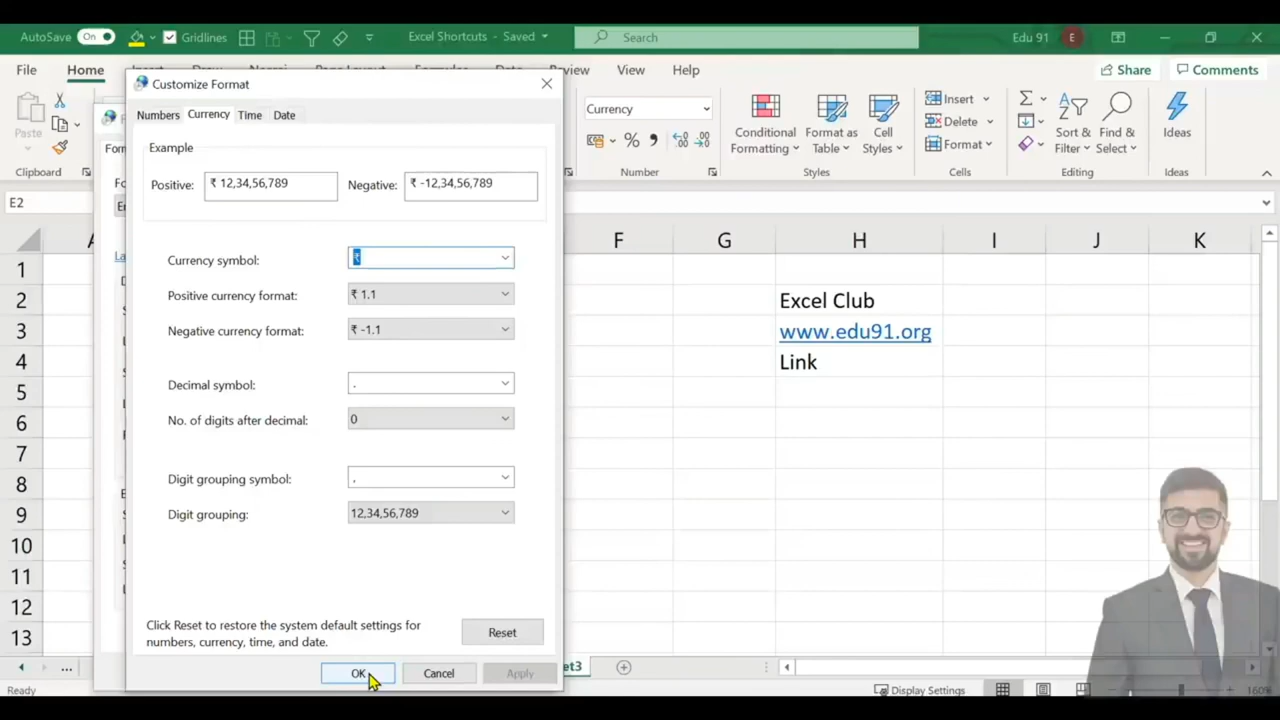 AutoSave On Gridlines Excel Shortcuts - Saved Search Edu 91 E
File Home View Help Share Comments
Customize Format
Numbers Currency Time Date
Currency
Insert
Delete
Format
Conditional Formatting
Format as Table
Cell Styles
Sort & Filter
Find & Select
Ideas
Paste
Clipboard Number Styles Cells Editing Ideas
E2
Example
Positive: ₹ 12,34,56,789 Negative: ₹ -12,34,56,789
Currency symbol: ₹
Positive currency format: ₹ 1.1
Negative currency format: ₹ -1.1
Decimal symbol: .
No. of digits after decimal: 0
Digit grouping symbol: ,
Digit grouping: 12,34,56,789
Click Reset to restore the system default settings for
numbers, currency, time, and date.
Reset
OK Cancel Apply
F G H I J K
1
2 Excel Club
3 www.edu91.org
4 Link
5
6
7
8
9
10
11
12
13
Ready Display Settings 160%